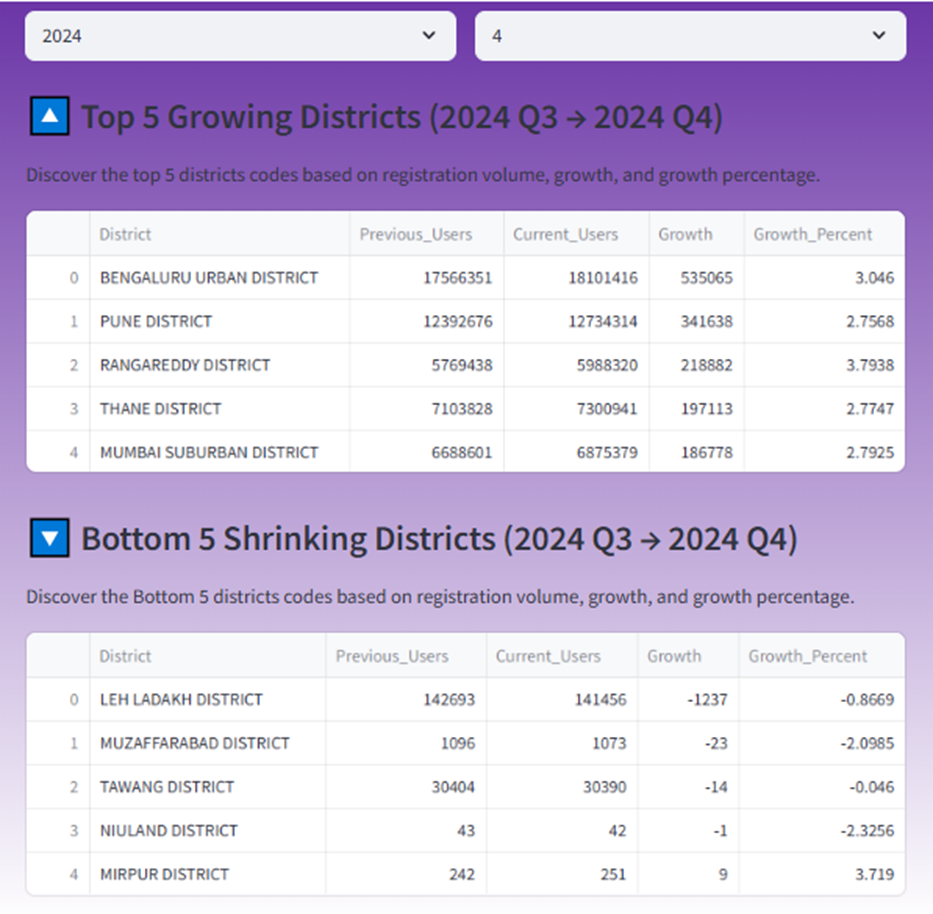 2024 4
Top 5 Growing Districts (2024 Q3 → 2024 Q4)
Discover the top 5 districts codes based on registration volume, growth, and growth percentage.
District Previous_Users Current_Users Growth Growth_Percent
0 BENGALURU URBAN DISTRICT 17566351 18101416 535065 3.046
1 PUNE DISTRICT 12392676 12734314 341638 2.7568
2 RANGAREDDY DISTRICT 5769438 5988320 218882 3.7938
3 THANE DISTRICT 7103828 7300941 197113 2.7747
4 MUMBAI SUBURBAN DISTRICT 6688601 6875379 186778 2.7925
Bottom 5 Shrinking Districts (2024 Q3 → 2024 Q4)
Discover the Bottom 5 districts codes based on registration volume, growth, and growth percentage.
District Previous_Users Current_Users Growth Growth_Percent
0 LEH LADAKH DISTRICT 142693 141456 -1237 -0.8669
1 MUZAFFARABAD DISTRICT 1096 1073 -23 -2.0985
2 TAWANG DISTRICT 30404 30390 -14 -0.046
3 NIULAND DISTRICT 43 42 -1 -2.3256
4 MIRPUR DISTRICT 242 251 9 3.719